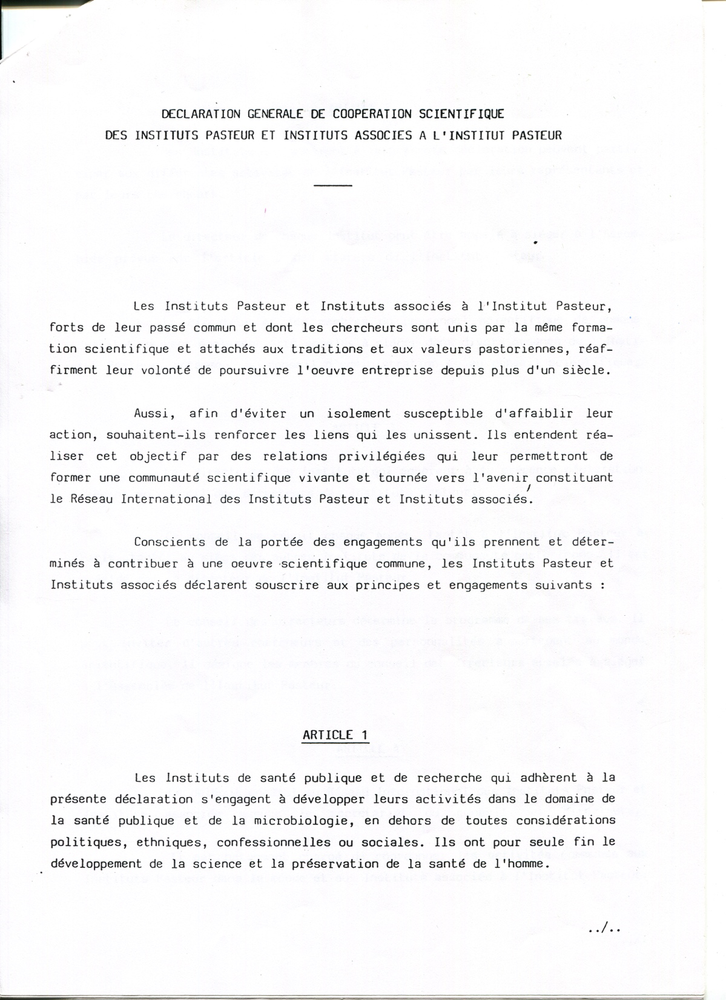 DECLARATION GENERALE DE COOPERATION SCIENTIFIQUE
DES INSTITUTS PASTEUR ET INSTITUTS ASSOCIES A L'INSTITUT PASTEUR
Les Instituts Pasteur et Instituts associés à l'Institut Pasteur,
forts de leur passé commun et dont les chercheurs sont unis par la même forma-
tion scientifique et attachés aux traditions et aux valeurs pastoriennes, réaf-
firment leur volonté de poursuivre l'oeuvre entreprise depuis plus d'un siècle.
Aussi, afin d'éviter un isolement susceptible d'affaiblir leur
action, souhaitent-ils renforcer les liens qui les unissent. Ils entendent réa-
liser cet objectif par des relations privilégiées qui leur permettront de
former une communauté scientifique vivante et tournée vers l'avenir, constituant
le Réseau International des Instituts Pasteur et Instituts associés.
Conscients de la portée des engagements qu'ils prennent et déter-
minés à contribuer à une oeuvre scientifique commune, les Instituts Pasteur et
Instituts associés déclarent souscrire aux principes et engagements suivants :
ARTICLE 1
Les Instituts de santé publique et de recherche qui adhèrent à la
présente déclaration s'engagent à développer leurs activités dans le domaine de
la santé publique et de la microbiologie, en dehors de toutes considérations
politiques, ethniques, confessionnelles ou sociales. Ils ont pour seule fin le
développement de la science et la préservation de la santé de l'homme.
../..